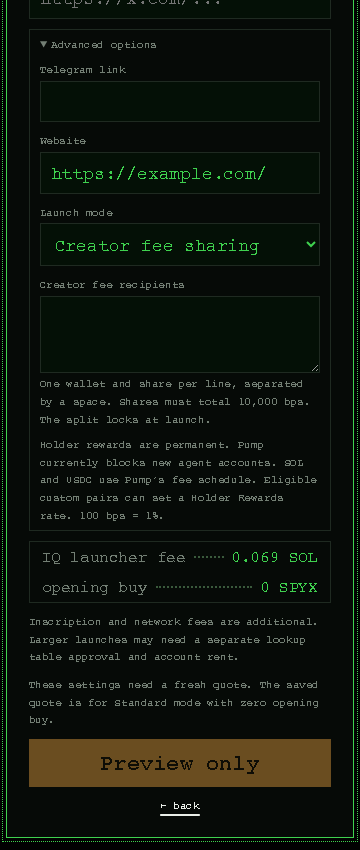 https://x.com/...
▼ Advanced options
Telegram link
Website
https://example.com/
Launch mode
Creator fee sharing
Creator fee recipients
One wallet and share per line, separated
by a space. Shares must total 10,000 bps.
The split locks at launch.
Holder rewards are permanent. Pump
currently blocks new agent accounts. SOL
and USDC use Pump's fee schedule. Eligible
custom pairs can set a Holder Rewards
rate. 100 bps = 1%.
IQ launcher fee 0.069 SOL
opening buy 0 SPYX
Inscription and network fees are additional.
Larger launches may need a separate lookup
table approval and account rent.
These settings need a fresh quote. The saved
quote is for Standard mode with zero opening
buy.
Preview only
← back